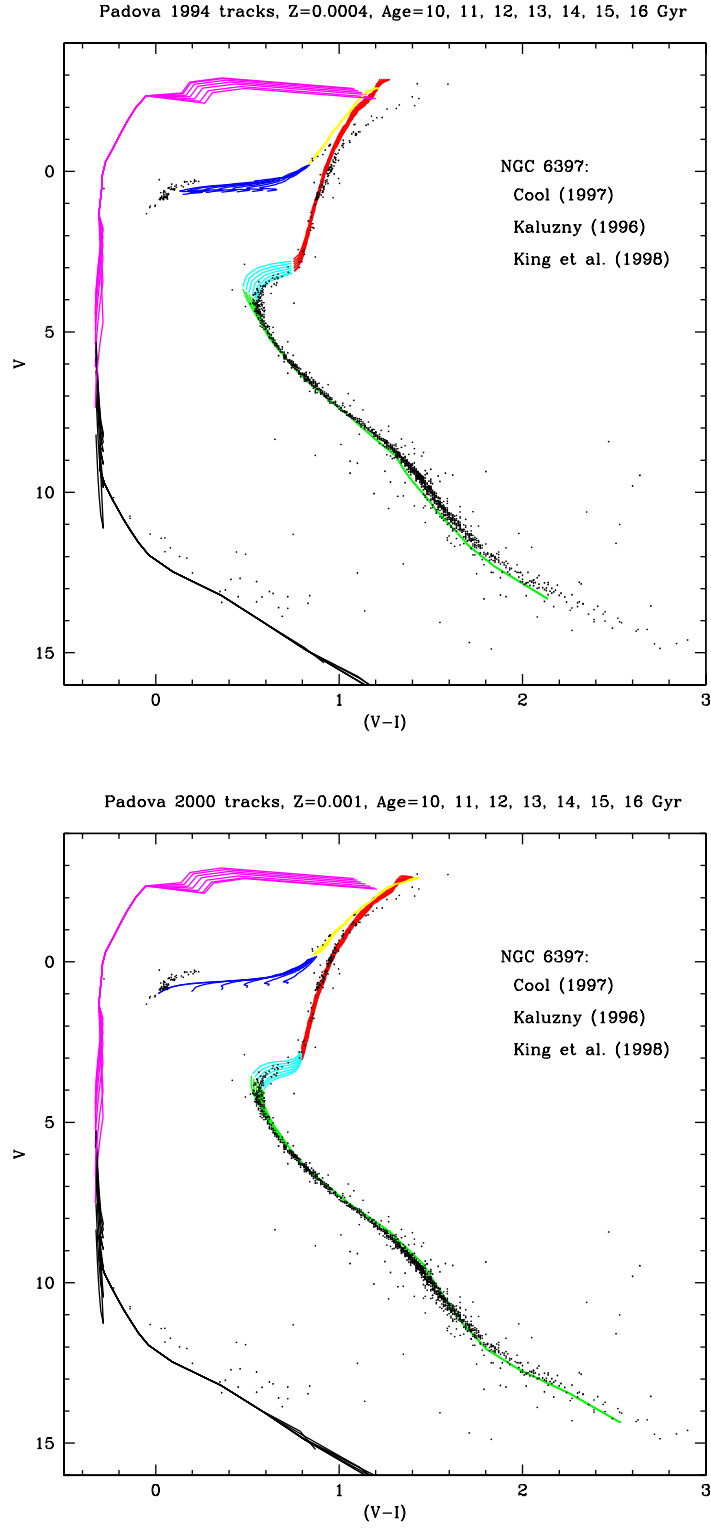 Padova 1994 tracks, Z=0.0004, Age=10, 11, 12, 13, 14, 15, 16 Gyr
0
5
10
15
V
NGC 6397:
Cool (1997)
Kaluzny (1996)
King et al. (1998)
0
1
2
3
(V-I)
Padova 2000 tracks, Z=0.001, Age=10, 11, 12, 13, 14, 15, 16 Gyr
0
5
10
15
V
NGC 6397:
Cool (1997)
Kaluzny (1996)
King et al. (1998)
0
1
2
3
(V-I)